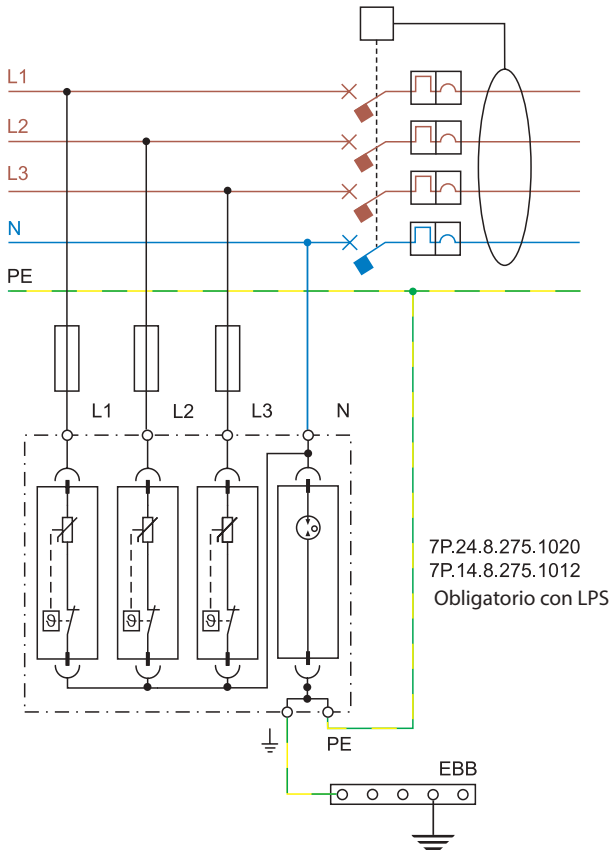 L1
L2
L3
N
PE
L1 L2 L3 N
ϑ ϑ ϑ
7P.24.8.275.1020
7P.14.8.275.1012
Obligatorio con LPS
PE
EBB